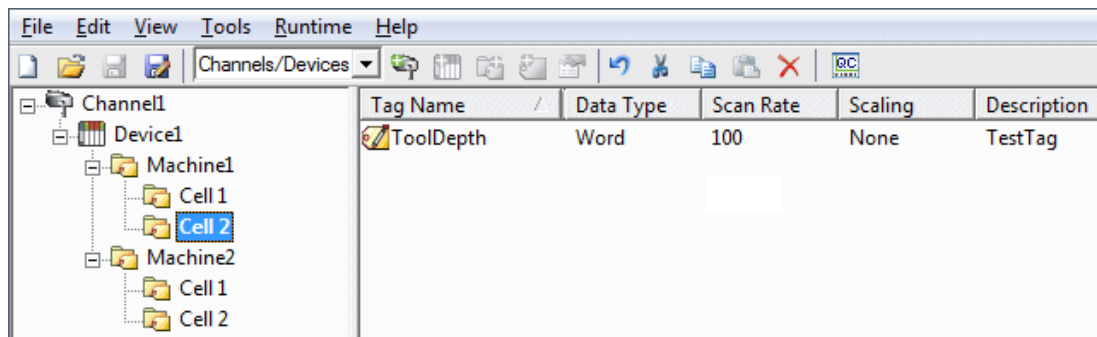 File Edit View Tools Runtime Help
Channels/Devices QC
Channel1
Device1
Machine1
Cell 1
Cell 2
Machine2
Cell 1
Cell 2
Tag Name Data Type Scan Rate Scaling Description
ToolDepth Word 100 None TestTag